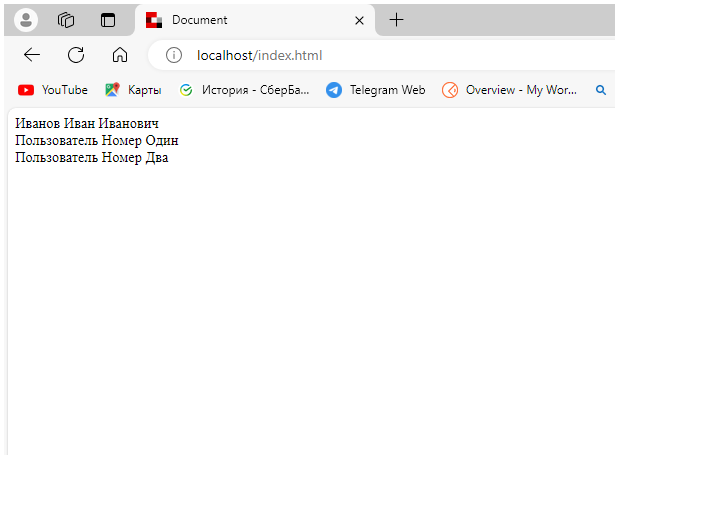 Document
localhost/index.html
YouTube Карты История - СберБа... Telegram Web Overview - My Wor...
Иванов Иван Иванович
Пользователь Номер Один
Пользователь Номер Два